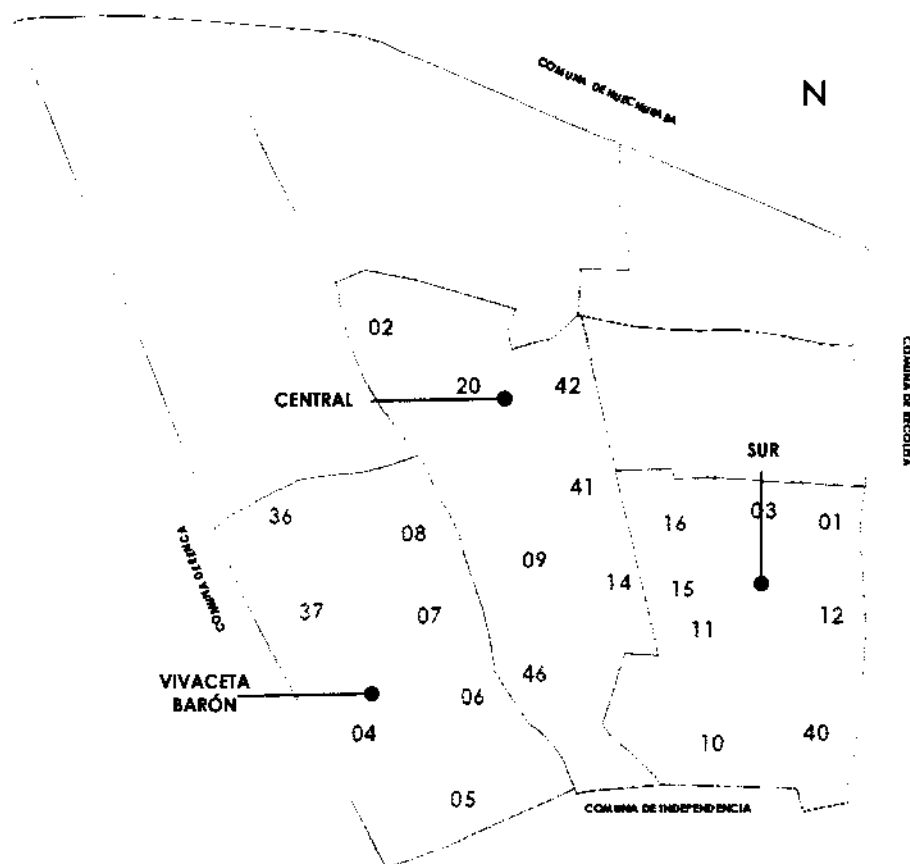 COMUNA DE HUECHURABA
N
02
CENTRAL
20
42
COMUNA DE RECOLETA
SUR
41
36
16
03
01
08
09
COMUNA DE RENCA
14
15
37
07
11
12
VIVACETA
BARÓN
46
06
04
10
40
05
COMUNA DE INDEPENDENCIA